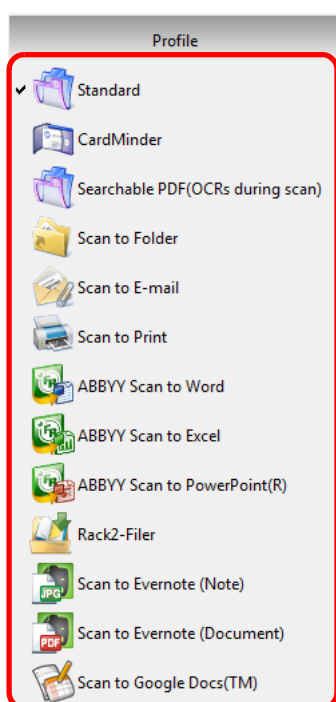 Profile
Standard
CardMinder
Searchable PDF(OCRs during scan)
Scan to Folder
Scan to E-mail
Scan to Print
ABBYY Scan to Word
ABBYY Scan to Excel
ABBYY Scan to PowerPoint(R)
Rack2-Filer
JPG
Scan to Evernote (Note)
PDF
Scan to Evernote (Document)
Scan to Google Docs(TM)